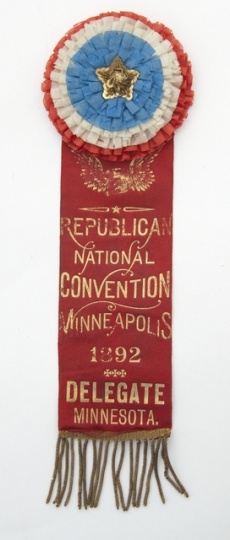 REPUBLICAN
NATIONAL
CONVENTION
MINNEAPOLIS
1892
DELEGATE
MINNESOTA.